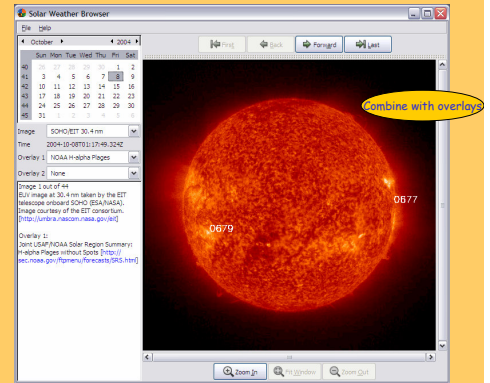 Solar Weather Browser
File Help
October 2004
First Back Forward Last
Sun Mon Tue Wed Thu Fri Sat
40 26 27 28 29 30 1 2
41 3 4 5 6 7 8 9
42 10 11 12 13 14 15 16
43 17 18 19 20 21 22 23
44 24 25 26 27 28 29 30
45 31 1 2 3 4 5 6
Image SOHO/EIT 30.4 nm
Time 2004-10-08T01:17:49.324Z
Overlay 1 NOAA H-alpha Plages
Overlay 2 None
Image 1 out of 44
EUV image at 30.4 nm taken by the EIT
telescope onboard SOHO (ESA/NASA).
Image courtesy of the EIT consortium.
[http://umbra.nascom.nasa.gov/eit]
Overlay 1:
Joint USAF/NOAA Solar Region Summary:
H-alpha Plages without Spots [http://
sec.noaa.gov/ftpmenu/forecasts/SRS.html]
Combine with overlays
0677
0679
Zoom In Fit Window Zoom Out